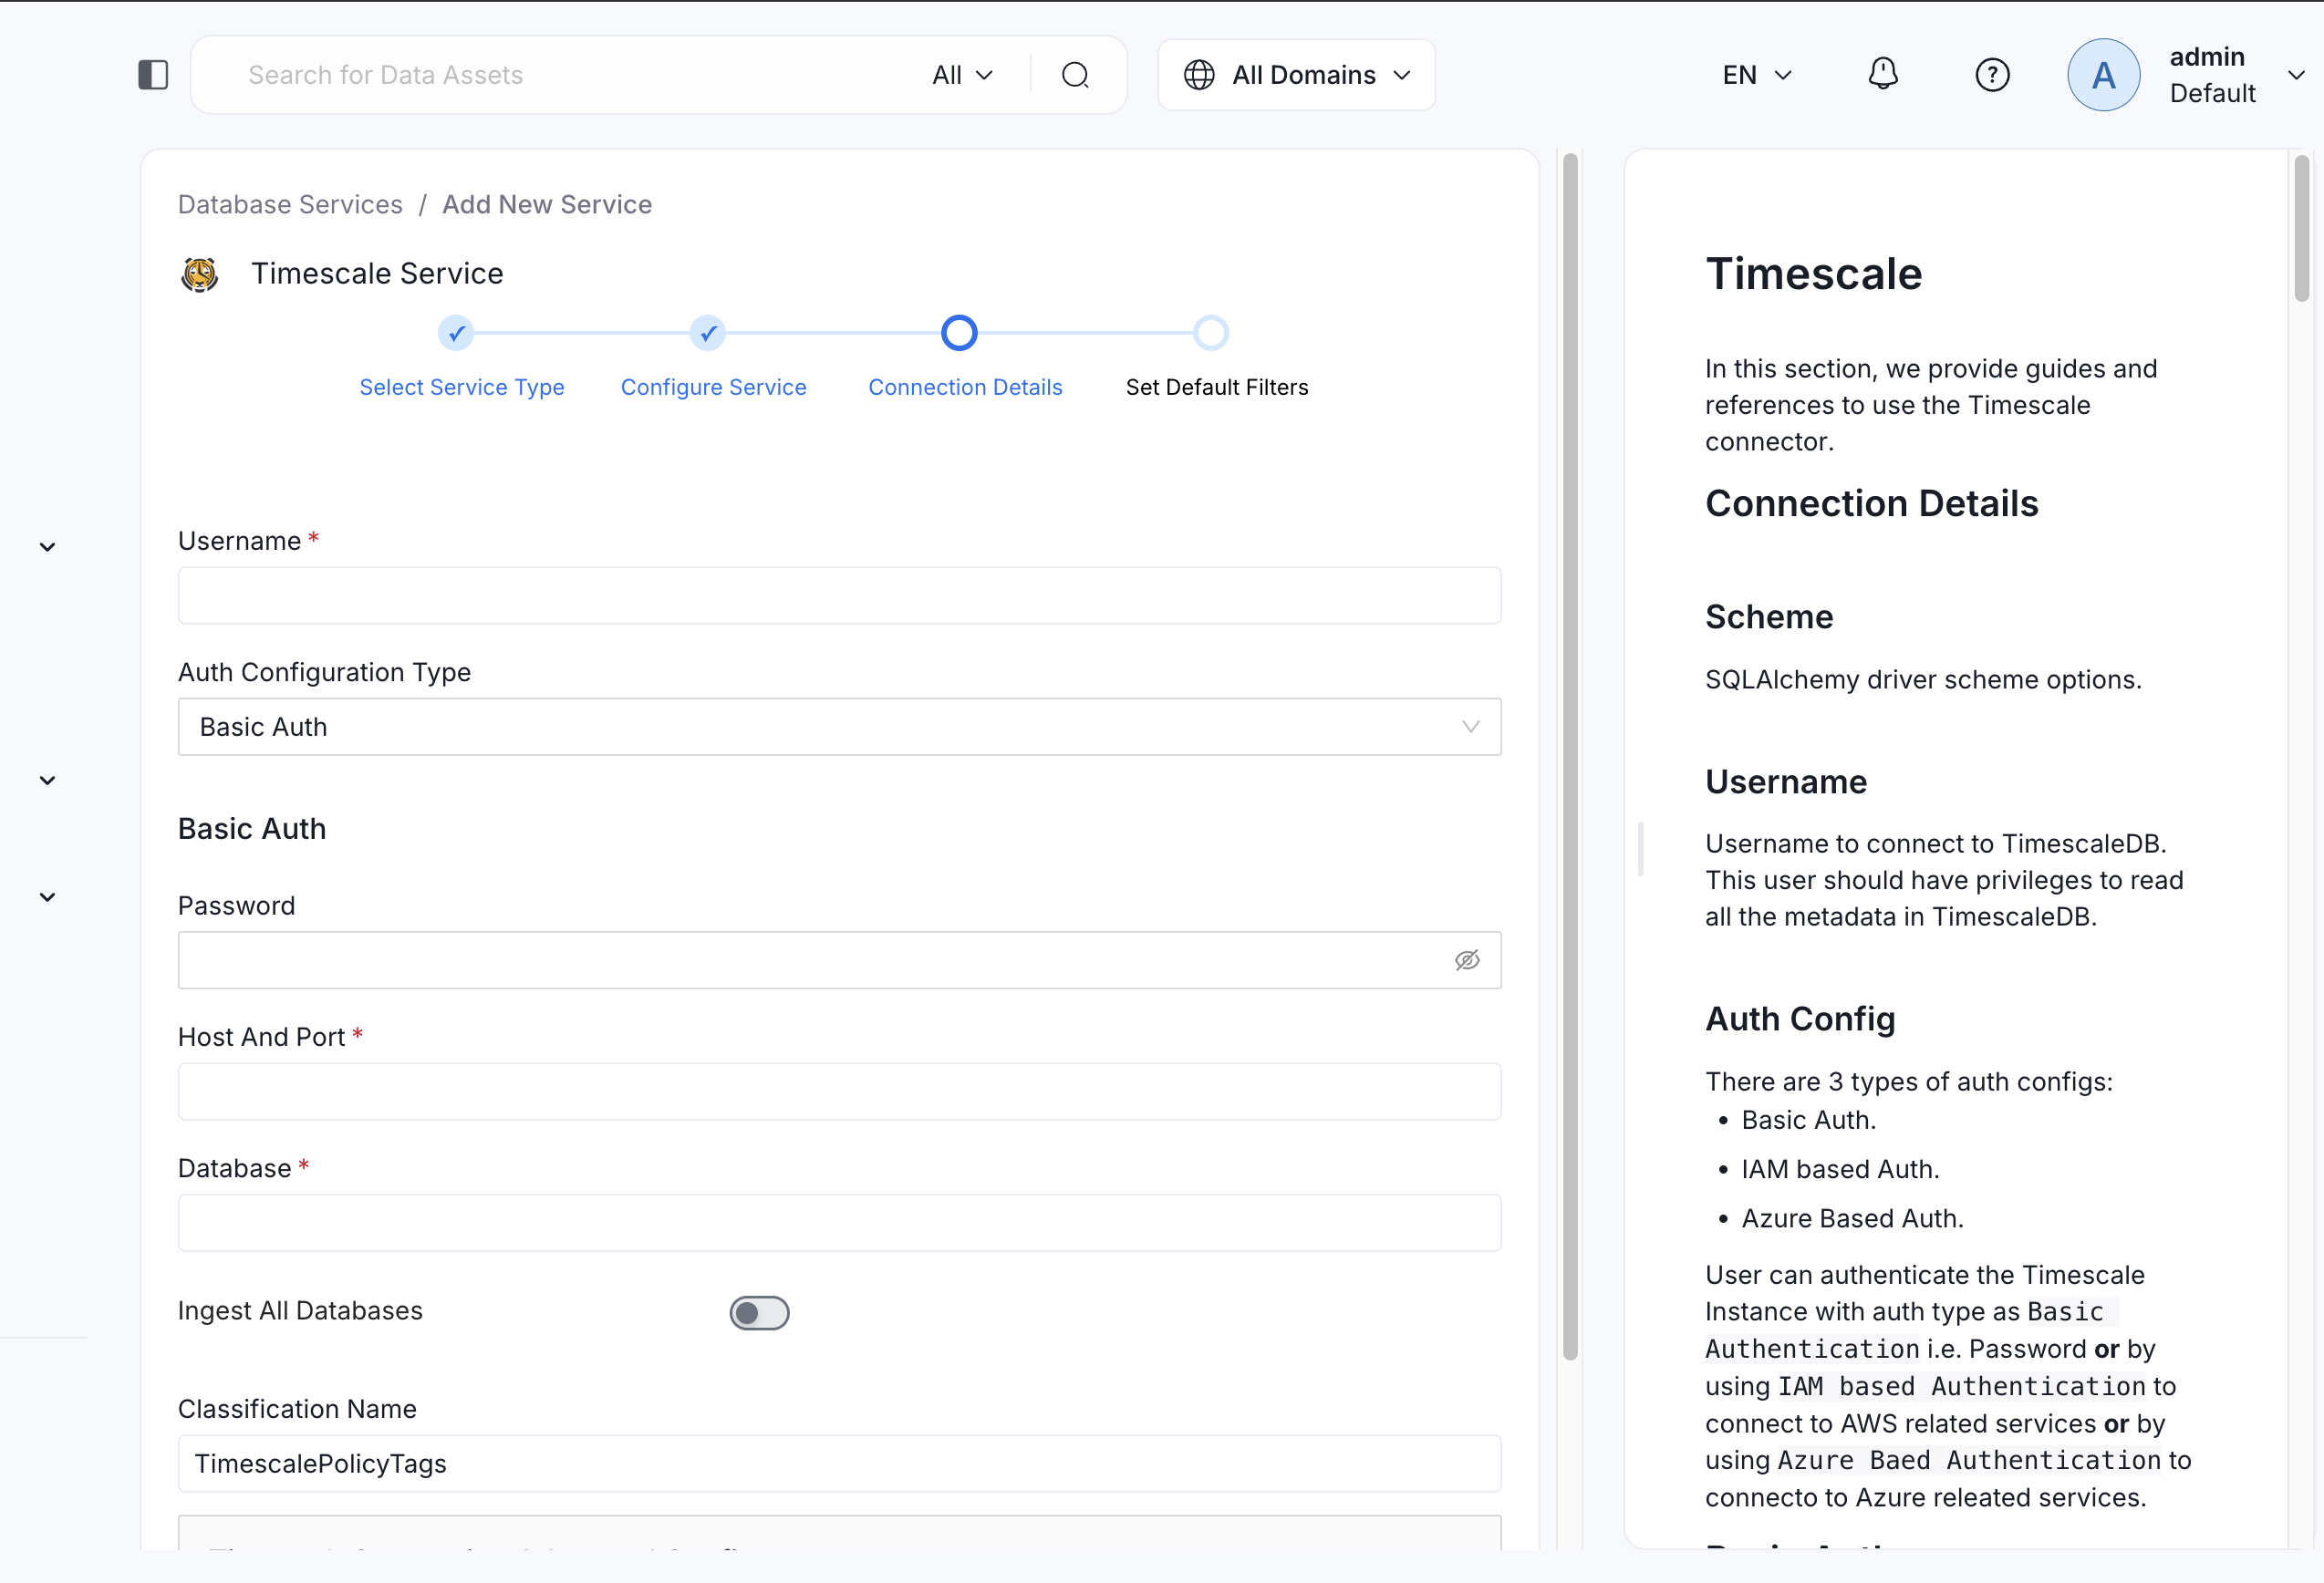 Search for Data Assets
All
All Domains
EN
A
admin
Default
Database Services / Add New Service
Timescale Service
Select Service Type
Configure Service
Connection Details
Set Default Filters
Username *
Auth Configuration Type
Basic Auth
Basic Auth
Password
Host And Port *
Database *
Ingest All Databases
Classification Name
TimescalePolicyTags
Timescale
In this section, we provide guides and
references to use the Timescale
connector.
Connection Details
Scheme
SQLAlchemy driver scheme options.
Username
Username to connect to TimescaleDB.
This user should have privileges to read
all the metadata in TimescaleDB.
Auth Config
There are 3 types of auth configs:
• Basic Auth.
• IAM based Auth.
• Azure Based Auth.
User can authenticate the Timescale
Instance with auth type as Basic
Authentication i.e. Password or by
using IAM based Authentication to
connect to AWS related services or by
using Azure Baed Authentication to
connecto to Azure releated services.